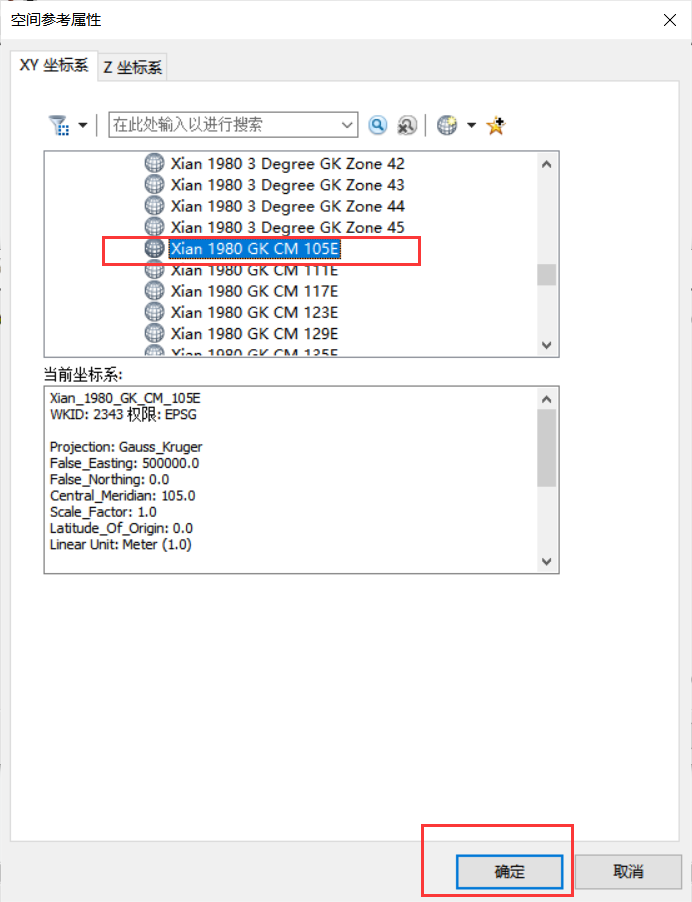 空间参考属性
XY 坐标系
Z 坐标系
在此处输入以进行搜索
Xian 1980 3 Degree GK Zone 42
Xian 1980 3 Degree GK Zone 43
Xian 1980 3 Degree GK Zone 44
Xian 1980 3 Degree GK Zone 45
Xian 1980 GK CM 105E
Xian 1980 GK CM 111E
Xian 1980 GK CM 117E
Xian 1980 GK CM 123E
Xian 1980 GK CM 129E
Xian 1980 GK CM 135E
当前坐标系:
Xian_1980_GK_CM_105E
WKID: 2343 权限: EPSG
Projection: Gauss_Kruger
False_Easting: 500000.0
False_Northing: 0.0
Central_Meridian: 105.0
Scale_Factor: 1.0
Latitude_Of_Origin: 0.0
Linear Unit: Meter (1.0)
确定
取消